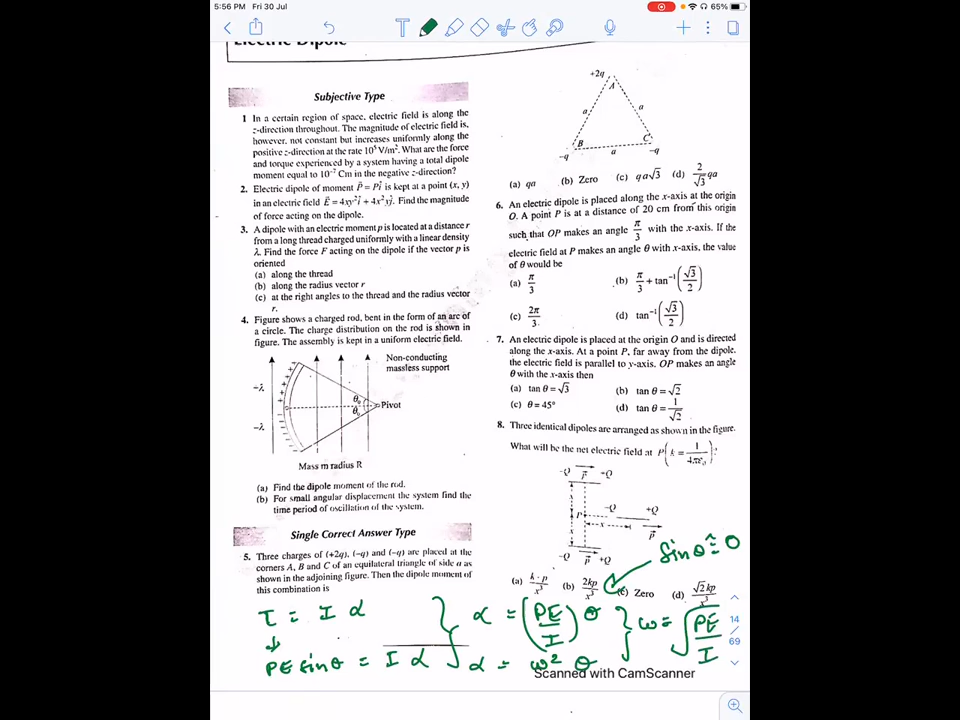 5:56 PM Fri 30 Jul
65%
Electric Dipole
Subjective Type
1 In a certain region of space, electric field is along the
z-direction throughout. The magnitude of electric field is,
however, not constant but increases uniformly along the
positive z-direction at the rate 10⁵ V/m². What are the force
and torque experienced by a system having a total dipole
moment equal to 10⁻⁷ Cm in the negative z-direction?
2. Electric dipole of moment P⃗ = Pî is kept at a point (x, y)
in an electric field E⃗ = 4xy²î + 4x²yĵ. Find the magnitude
of force acting on the dipole.
3. A dipole with an electric moment p is located at a distance r
from a long thread charged uniformly with a linear density
λ. Find the force F acting on the dipole if the vector p is
oriented
(a) along the thread
(b) along the radius vector r
(c) at the right angles to the thread and the radius vector
r.
4. Figure shows a charged rod, bent in the form of an arc of
a circle. The charge distribution on the rod is shown in
figure. The assembly is kept in a uniform electric field.
Non-conducting
massless support
+λ
θ₀
Pivot
θ₀
−λ
Mass m radius R
(a) Find the dipole moment of the rod.
(b) For small angular displacement the system find the
time period of oscillation of the system.
Single Correct Answer Type
5. Three charges of (+2q), (−q) and (−q) are placed at the
corners A, B and C of an equilateral triangle of side a as
shown in the adjoining figure. Then the dipole moment of
this combination is
+2q
A
a
a
B
C
a
−q
−q
(a) qa (b) Zero (c) qa√3 (d) 2/√3 qa
6. An electric dipole is placed along the x-axis at the origin
O. A point P is at a distance of 20 cm from this origin
such that OP makes an angle π/3 with the x-axis. If the
electric field at P makes an angle θ with x-axis, the value
of θ would be
(a) π/3 (b) π/3 + tan⁻¹(√3/2)
(c) 2π/3 (d) tan⁻¹(√3/2)
7. An electric dipole is placed at the origin O and is directed
along the x-axis. At a point P, far away from the dipole,
the electric field is parallel to y-axis. OP makes an angle
θ with the x-axis then
(a) tan θ = √3 (b) tan θ = √2
(c) θ = 45° (d) tan θ = 1/√2
8. Three identical dipoles are arranged as shown in the figure.
What will be the net electric field at P(k = 1/4πε₀)?
−Q p⃗ +Q
x
P −Q +Q
x p⃗
x
−Q p⃗ +Q
(a) k·p/x³ (b) 2kp/x³ (c) Zero (d) √2kp/x³
sin θ ≈ θ
τ = I α } α = (PE/I) θ } ω = √PE/I
↓
PE sin θ = I α } α = ω² θ
14
/
69
Scanned with CamScanner